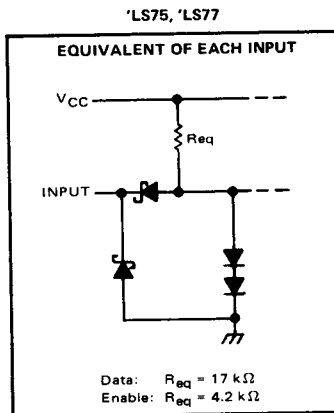 'LS75, 'LS77
EQUIVALENT OF EACH INPUT
VCC
Req
INPUT
Data: Req = 17 kΩ
Enable: Req = 4.2 kΩ